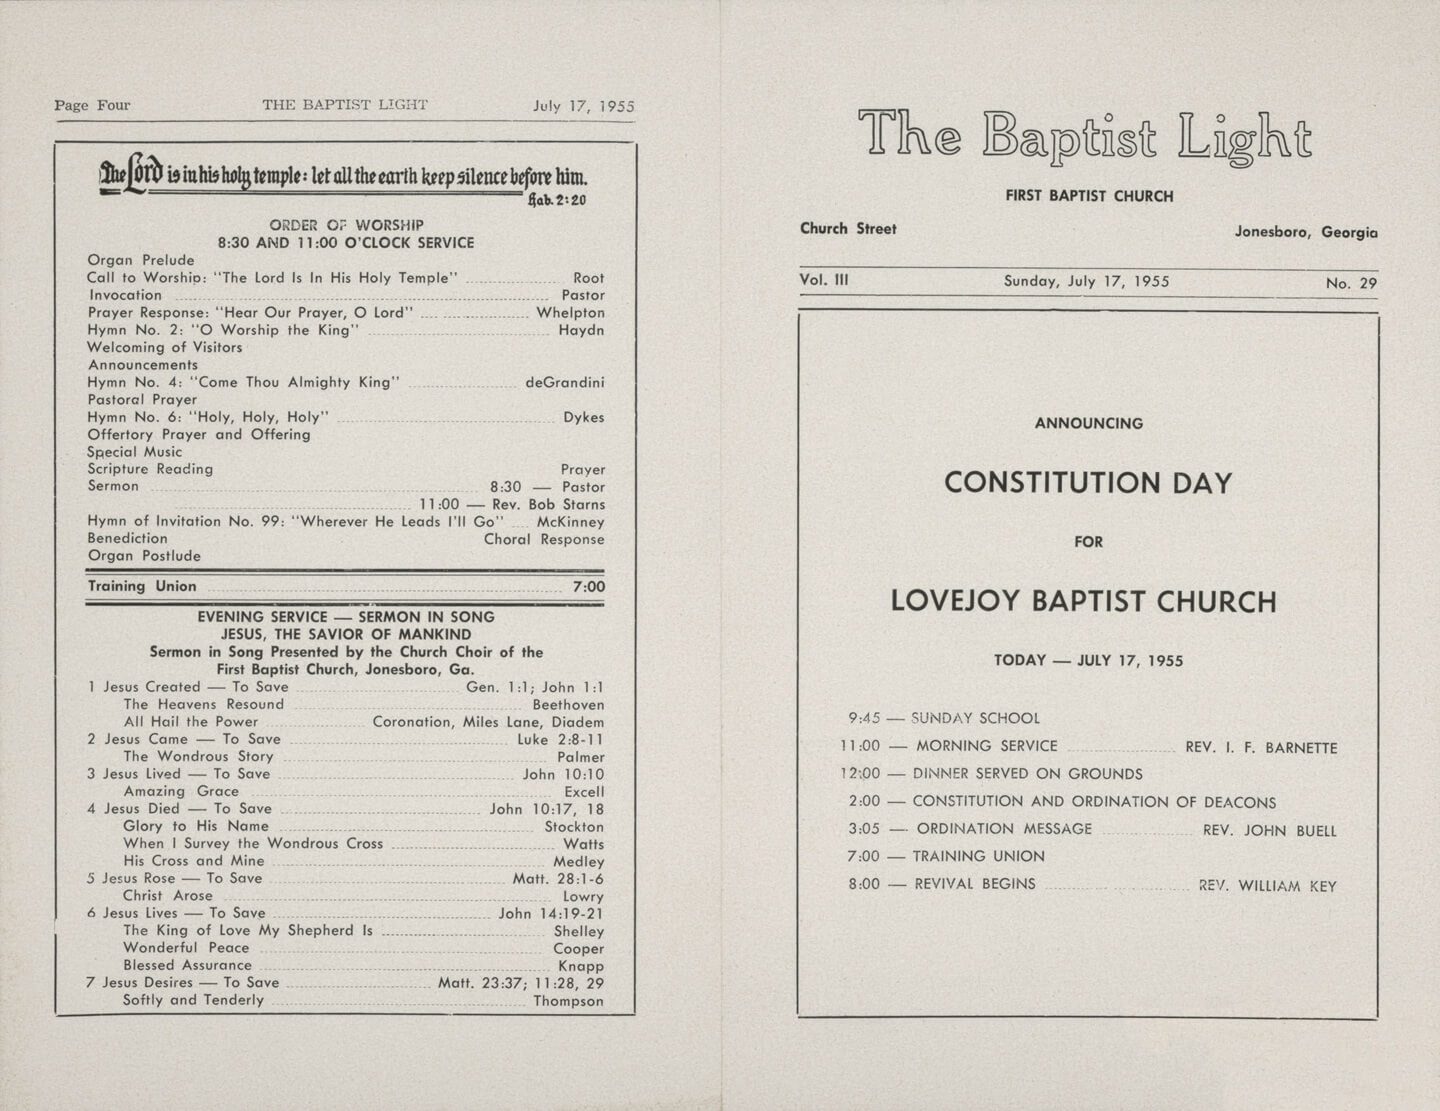 Page Four THE BAPTIST LIGHT July 17, 1955
The Lord is in his holy temple: let all the earth keep silence before him.
Hab. 2:20
ORDER OF WORSHIP
8:30 AND 11:00 O'CLOCK SERVICE
Organ Prelude
Call to Worship: "The Lord Is In His Holy Temple" Root
Invocation Pastor
Prayer Response: "Hear Our Prayer, O Lord" Whelpton
Hymn No. 2: "O Worship the King" Haydn
Welcoming of Visitors
Announcements
Hymn No. 4: "Come Thou Almighty King" deGrandini
Pastoral Prayer
Hymn No. 6: "Holy, Holy, Holy" Dykes
Offertory Prayer and Offering
Special Music
Scripture Reading Prayer
Sermon 8:30 — Pastor
11:00 — Rev. Bob Starns
Hymn of Invitation No. 99: "Wherever He Leads I'll Go" McKinney
Benediction Choral Response
Organ Postlude
Training Union 7:00
EVENING SERVICE — SERMON IN SONG
JESUS, THE SAVIOR OF MANKIND
Sermon in Song Presented by the Church Choir of the
First Baptist Church, Jonesboro, Ga.
1 Jesus Created — To Save Gen. 1:1; John 1:1
The Heavens Resound Beethoven
All Hail the Power Coronation, Miles Lane, Diadem
2 Jesus Came — To Save Luke 2:8-11
The Wondrous Story Palmer
3 Jesus Lived — To Save John 10:10
Amazing Grace Excell
4 Jesus Died — To Save John 10:17, 18
Glory to His Name Stockton
When I Survey the Wondrous Cross Watts
His Cross and Mine Medley
5 Jesus Rose — To Save Matt. 28:1-6
Christ Arose Lowry
6 Jesus Lives — To Save John 14:19-21
The King of Love My Shepherd Is Shelley
Wonderful Peace Cooper
Blessed Assurance Knapp
7 Jesus Desires — To Save Matt. 23:37; 11:28, 29
Softly and Tenderly Thompson
The Baptist Light
FIRST BAPTIST CHURCH
Church Street Jonesboro, Georgia
Vol. III Sunday, July 17, 1955 No. 29
ANNOUNCING
CONSTITUTION DAY
FOR
LOVEJOY BAPTIST CHURCH
TODAY — JULY 17, 1955
9:45 — SUNDAY SCHOOL
11:00 — MORNING SERVICE REV. I. F. BARNETTE
12:00 — DINNER SERVED ON GROUNDS
2:00 — CONSTITUTION AND ORDINATION OF DEACONS
3:05 — ORDINATION MESSAGE REV. JOHN BUELL
7:00 — TRAINING UNION
8:00 — REVIVAL BEGINS REV. WILLIAM KEY